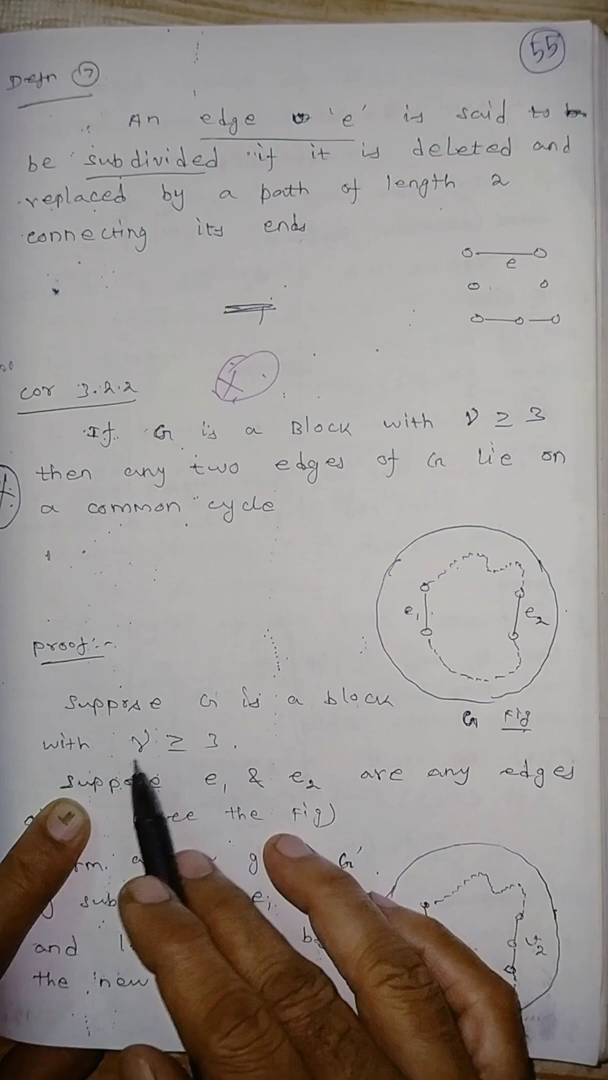 55
Defn 17
An edge 'e' is said to
be subdivided if it is deleted and
replaced by a path of length 2
connecting its ends
e
cor 3.2.2
If G is a Block with ν ≥ 3
then any two edges of G lie on
a common cycle
e1 e2
proof:-
Suppose G is a block
G Fig
with ν ≥ 3.
Suppose e1 & e2 are any edges
the Fig)
G'
sub
v2
and
the new